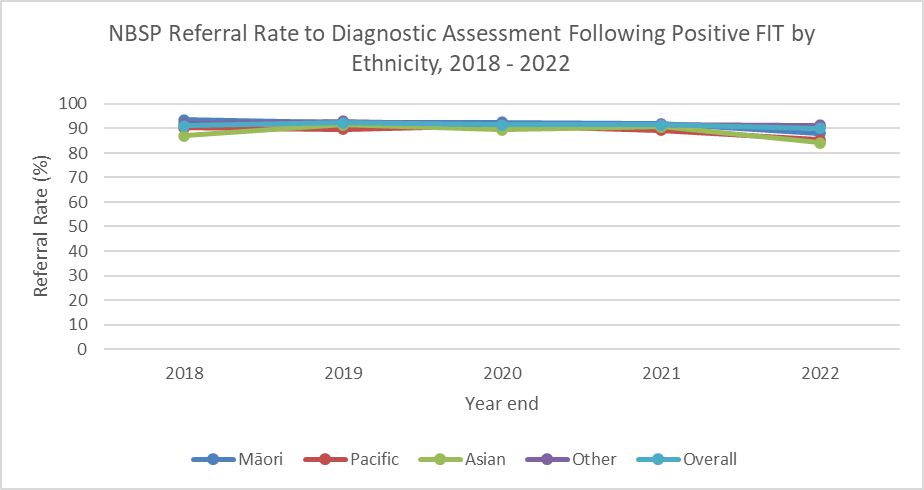 NBSP Referral Rate to Diagnostic Assessment Following Positive FIT by
Ethnicity, 2018 - 2022
Referral Rate (%)
100
90
80
70
60
50
40
30
20
10
0
2018 2019 2020 2021 2022
Year end
Māori Pacific Asian Other Overall